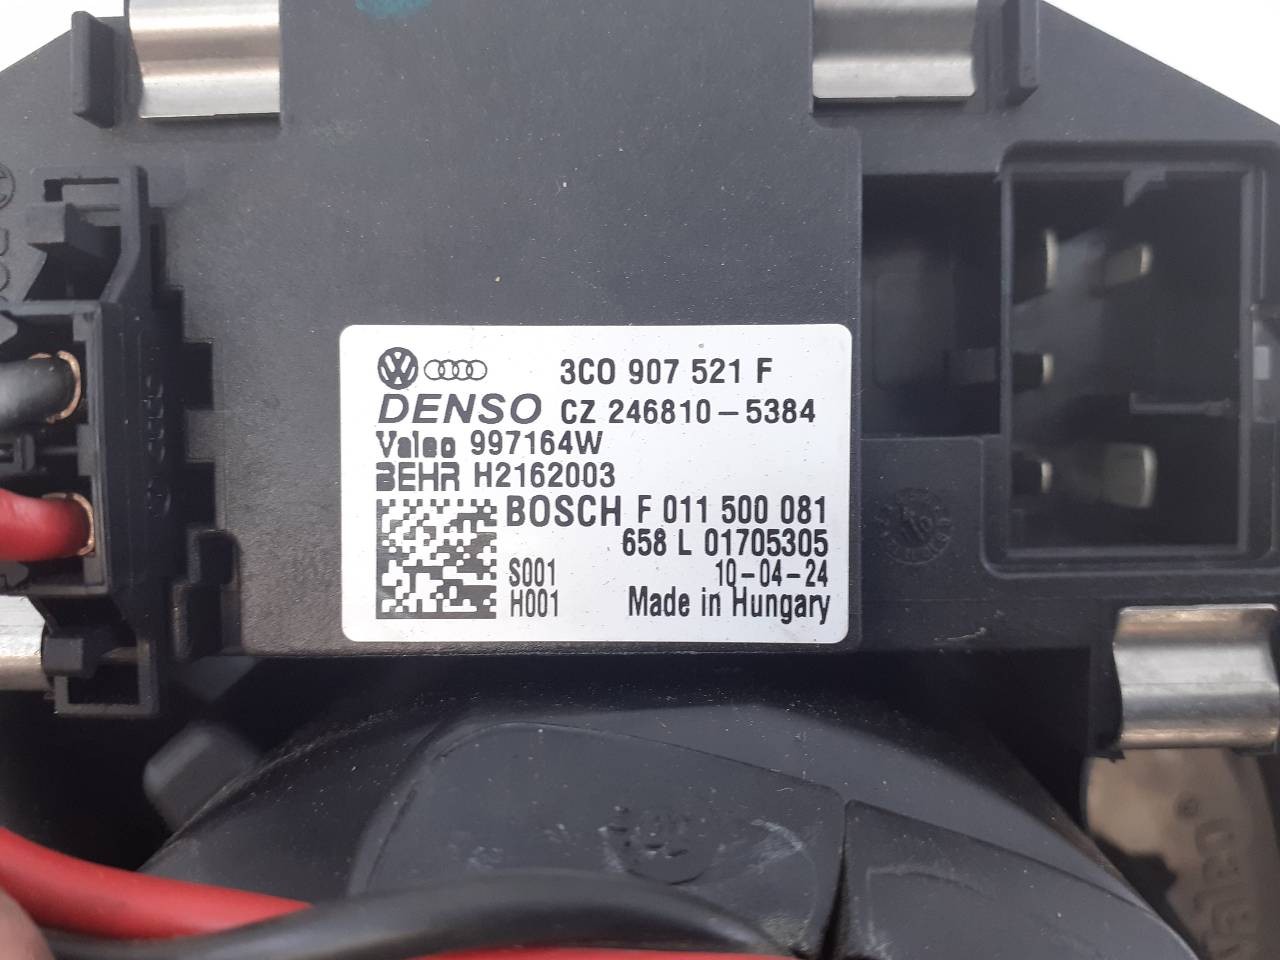 3C0 907 521 F
DENSO CZ 246810-5384
Valeo 997164W
BEHR H2162003
BOSCH F 011 500 081
658 L 01705305
S001 10-04-24
H001 Made in Hungary